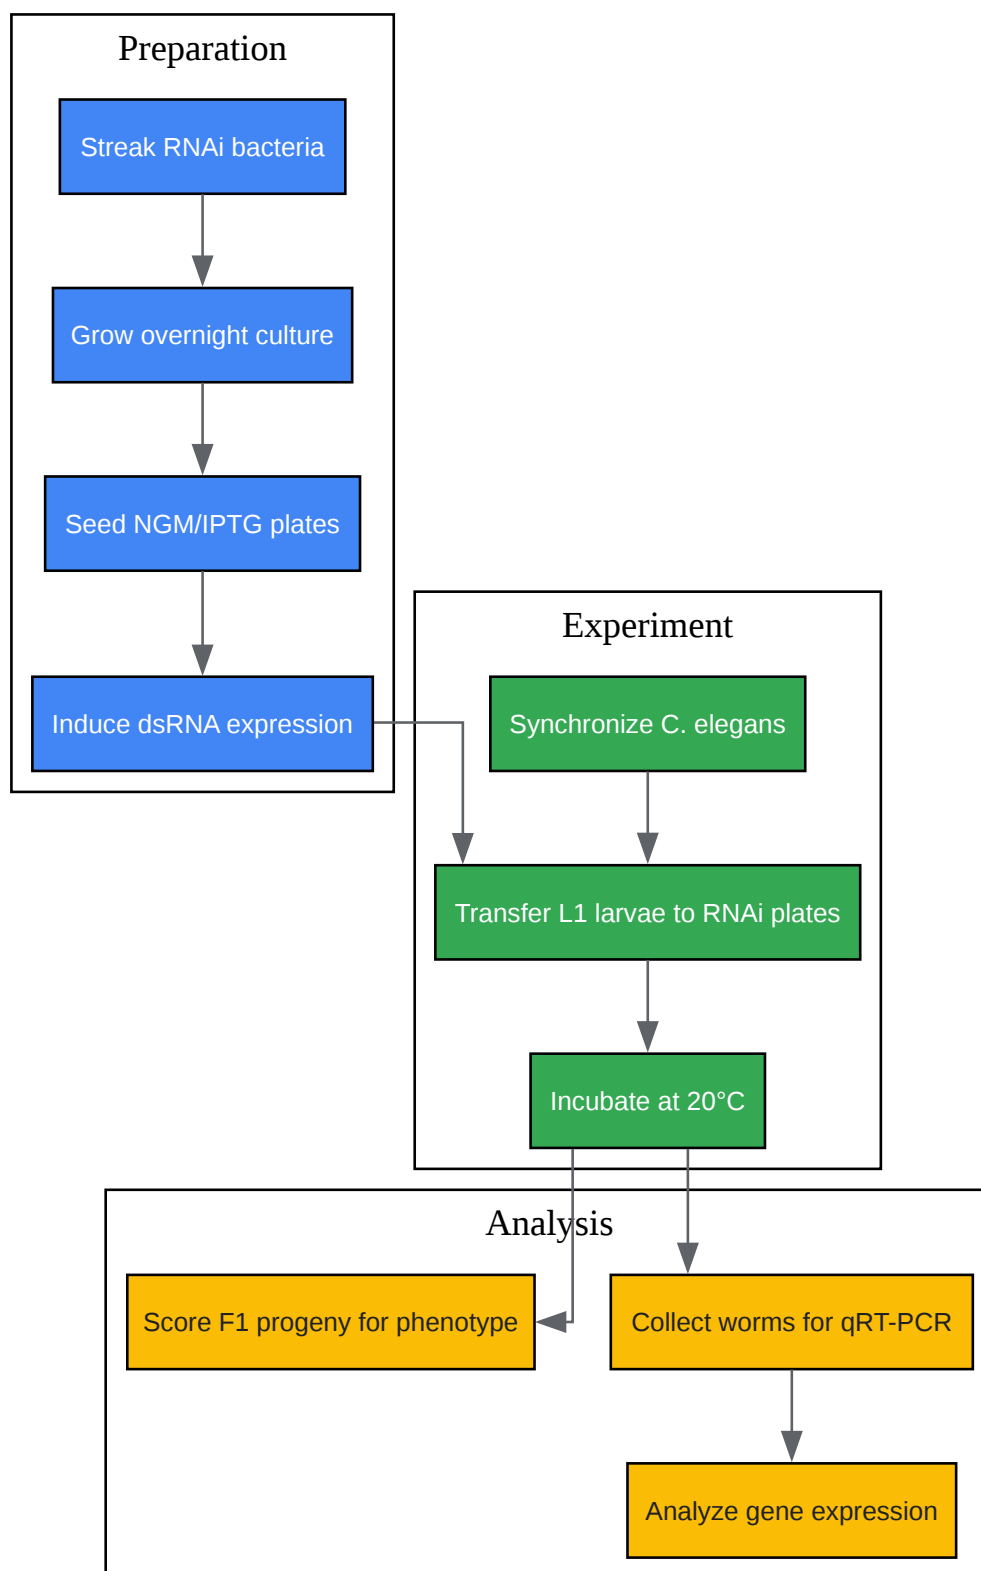 Preparation
Streak RNAi bacteria
Grow overnight culture
Seed NGM/IPTG plates
Induce dsRNA expression
Experiment
Synchronize C. elegans
Transfer L1 larvae to RNAi plates
Incubate at 20°C
Analysis
Score F1 progeny for phenotype
Collect worms for qRT-PCR
Analyze gene expression